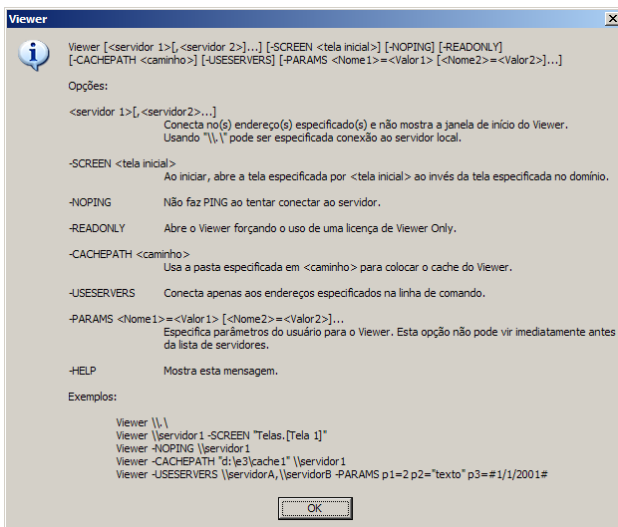 Viewer
Viewer [<servidor 1>[,<servidor 2>]...] [-SCREEN <tela inicial>] [-NOPING] [-READONLY]
[-CACHEPATH <caminho>] [-USESERVERS] [-PARAMS <Nome1>=<Valor1> [<Nome2>=<Valor2>]...]
Opções:
<servidor 1>[,<servidor2>...]
Conecta no(s) endereço(s) especificado(s) e não mostra a janela de início do Viewer.
Usando "\\.\" pode ser especificada conexão ao servidor local.
-SCREEN <tela inicial>
Ao iniciar, abre a tela especificada por <tela inicial> ao invés da tela especificada no domínio.
-NOPING Não faz PING ao tentar conectar ao servidor.
-READONLY Abre o Viewer forçando o uso de uma licença de Viewer Only.
-CACHEPATH <caminho>
Usa a pasta especificada em <caminho> para colocar o cache do Viewer.
-USESERVERS Conecta apenas aos endereços especificados na linha de comando.
-PARAMS <Nome1>=<Valor1> [<Nome2>=<Valor2>]...
Especifica parâmetros do usuário para o Viewer. Esta opção não pode vir imediatamente antes
da lista de servidores.
-HELP Mostra esta mensagem.
Exemplos:
Viewer \\.\
Viewer \\servidor1 -SCREEN "Telas.[Tela 1]"
Viewer -NOPING \\servidor1
Viewer -CACHEPATH "d:\e3\cache1" \\servidor1
Viewer -USESERVERS \\servidorA,\\servidorB -PARAMS p1=2 p2="texto" p3=#1/1/2001#
OK